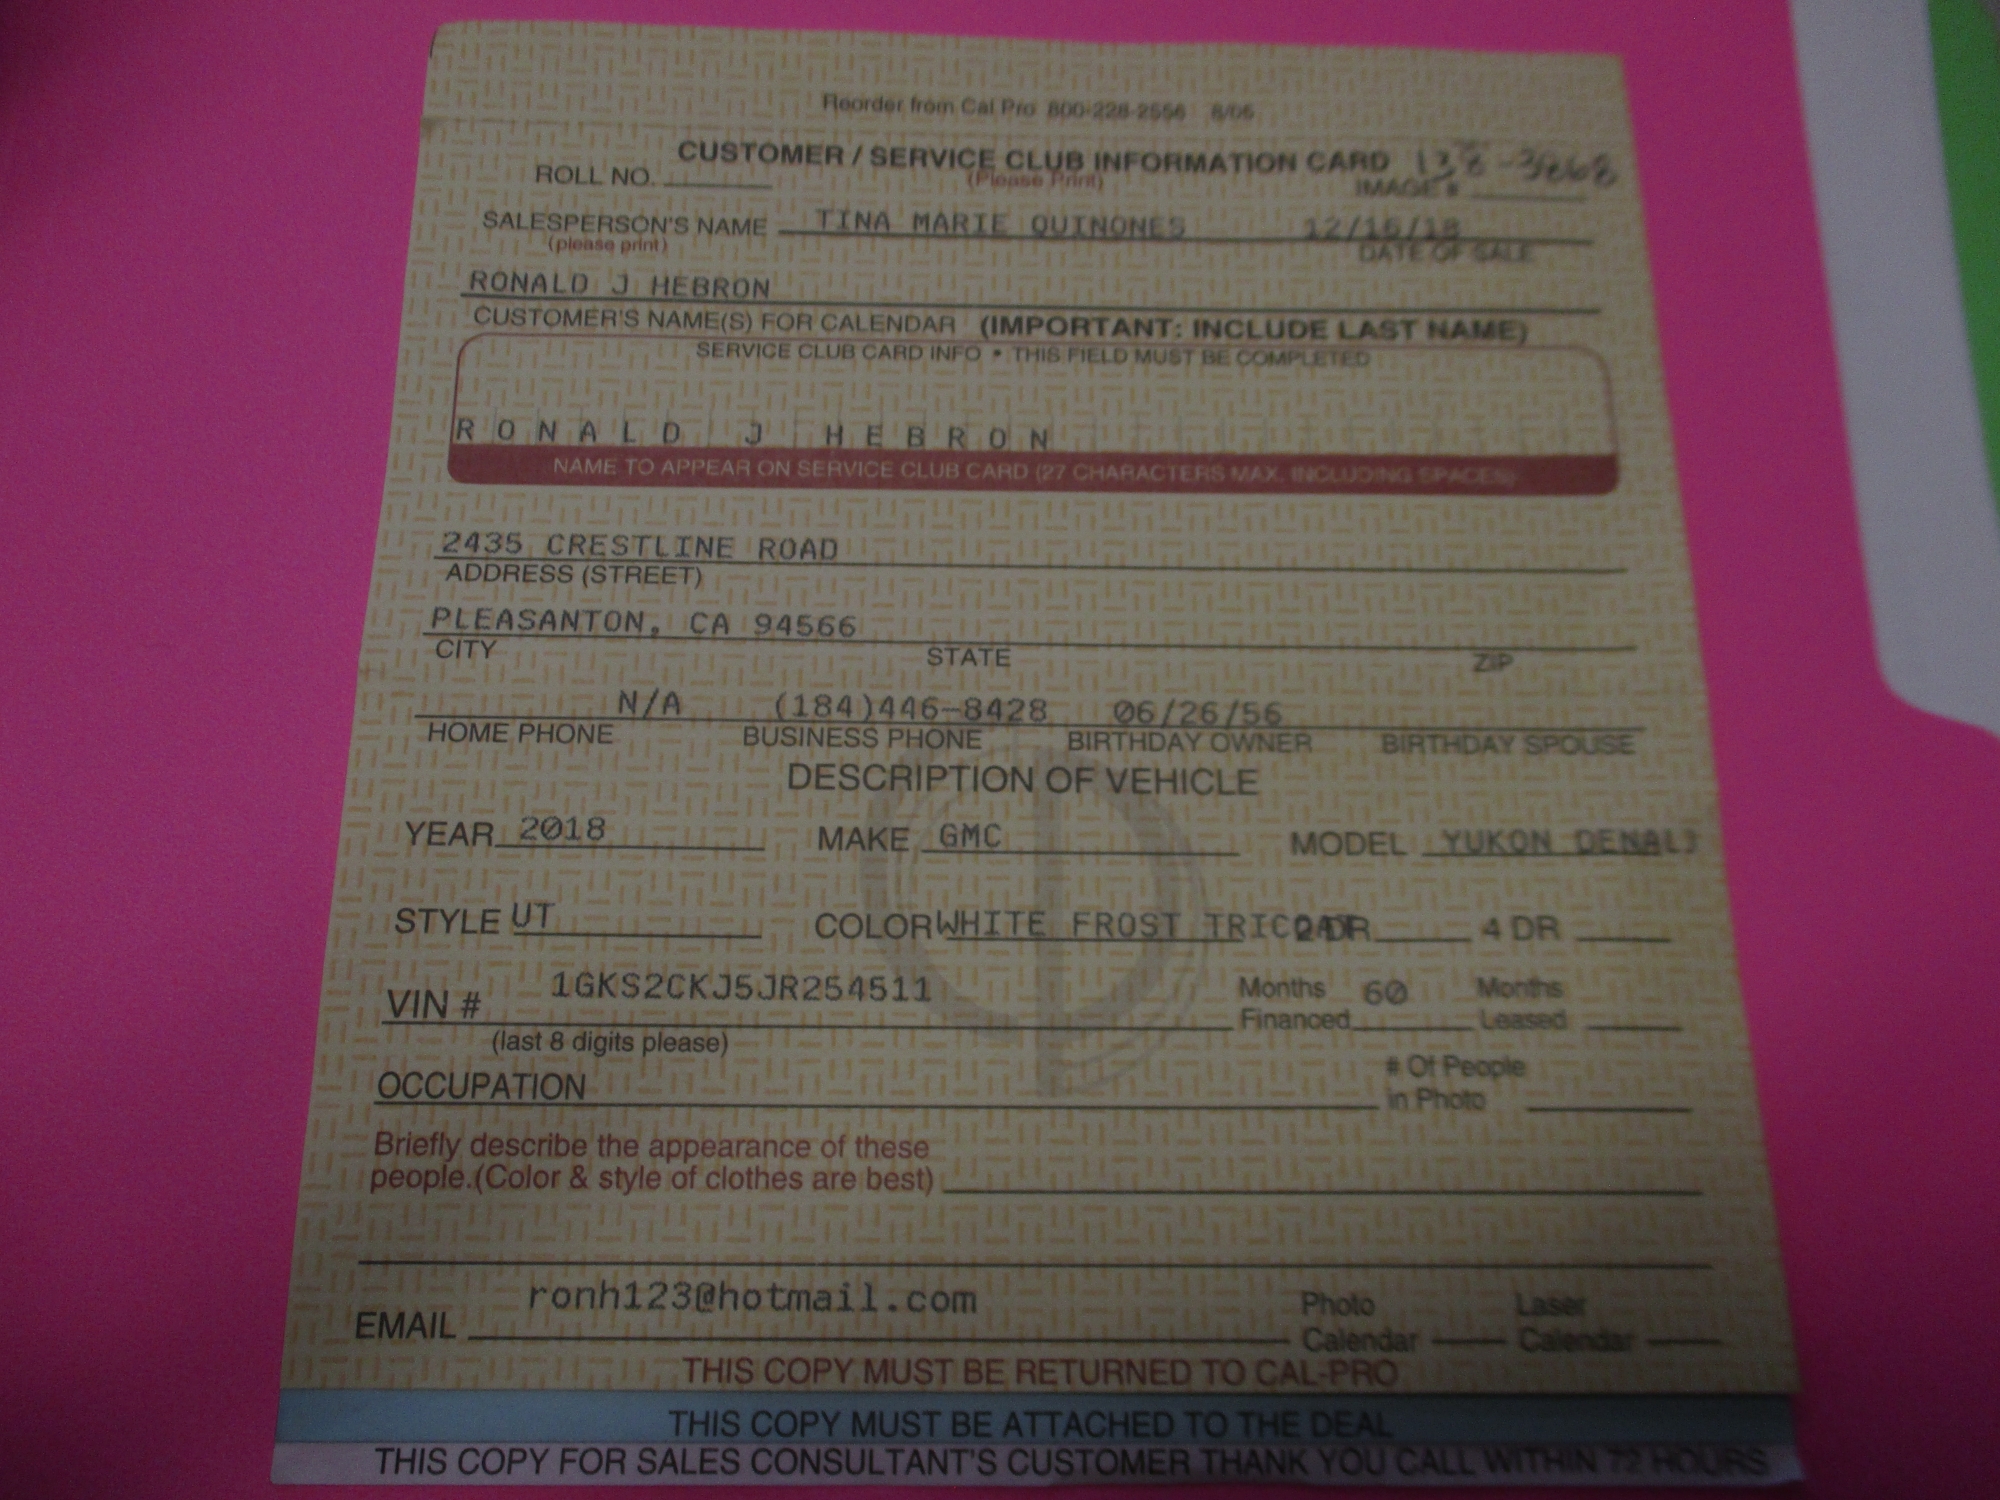 Reorder from Cal Pro 800-228-2556 8/06
CUSTOMER / SERVICE CLUB INFORMATION CARD 138-3868
ROLL NO. (Please Print) IMAGE #
SALESPERSON'S NAME TINA MARIE QUINONES 12/16/18
(please print) DATE OF SALE
RONALD J HEBRON
CUSTOMER'S NAME(S) FOR CALENDAR (IMPORTANT: INCLUDE LAST NAME)
SERVICE CLUB CARD INFO • THIS FIELD MUST BE COMPLETED
RONALD J HEBRON
NAME TO APPEAR ON SERVICE CLUB CARD (27 CHARACTERS MAX. INCLUDING SPACES)
2435 CRESTLINE ROAD
ADDRESS (STREET)
PLEASANTON, CA 94566
CITY STATE ZIP
N/A (184)446-8428 06/26/56
HOME PHONE BUSINESS PHONE BIRTHDAY OWNER BIRTHDAY SPOUSE
DESCRIPTION OF VEHICLE
YEAR 2018 MAKE GMC MODEL YUKON DENALI
STYLE UT COLOR WHITE FROST TRICOAT 2 DR 4 DR
VIN # 1GKS2CKJ5JR254511 Months Financed 60 Months Leased
(last 8 digits please)
OCCUPATION # Of People in Photo
Briefly describe the appearance of these
people.(Color & style of clothes are best)
EMAIL ronh123@hotmail.com Photo Calendar Laser Calendar
THIS COPY MUST BE RETURNED TO CAL-PRO
THIS COPY MUST BE ATTACHED TO THE DEAL
THIS COPY FOR SALES CONSULTANT'S CUSTOMER THANK YOU CALL WITHIN 72 HOURS